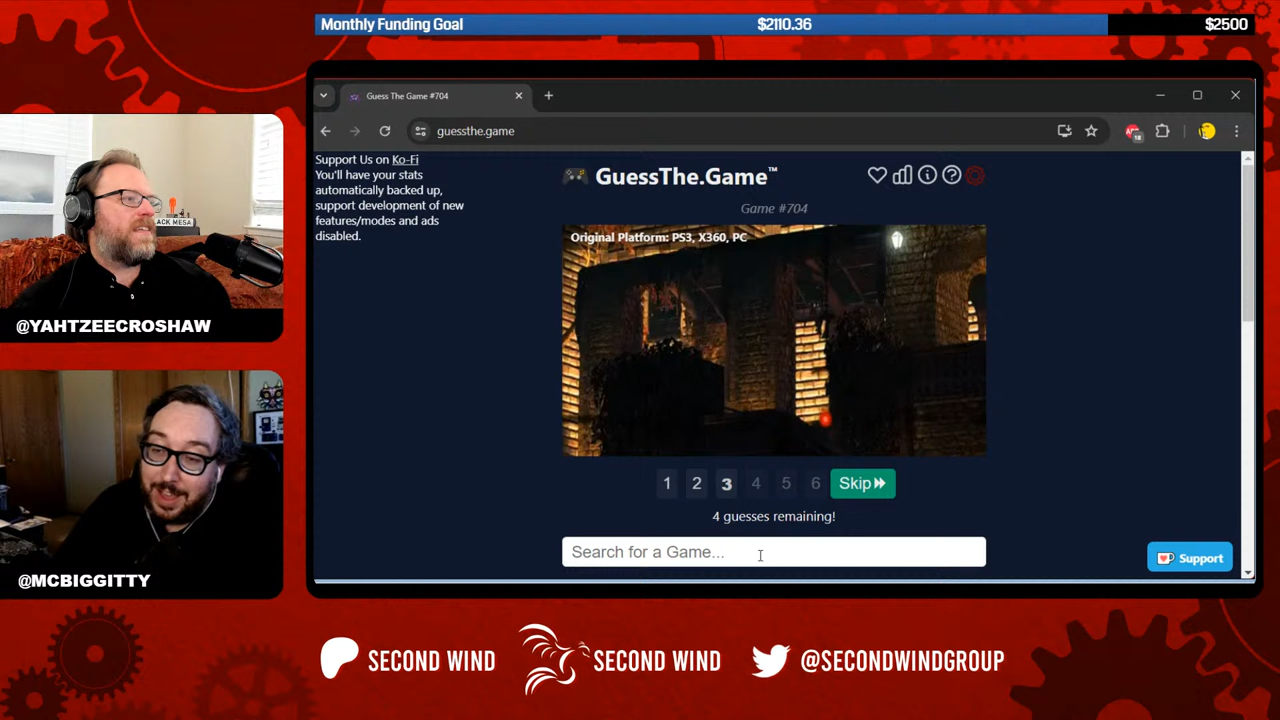 Monthly Funding Goal $2110.36 $2500
Guess The Game #704
guessthe.game
Support Us on Ko-Fi
You'll have your stats
automatically backed up,
support development of new
features/modes and ads
disabled.
GuessThe.Game™
Game #704
Original Platform: PS3, X360, PC
1 2 3 4 5 6 Skip
4 guesses remaining!
Search for a Game...
Support
LACK MESA
@YAHTZEECROSHAW
@MCBIGGITTY
SECOND WIND SECOND WIND @SECONDWINDGROUP